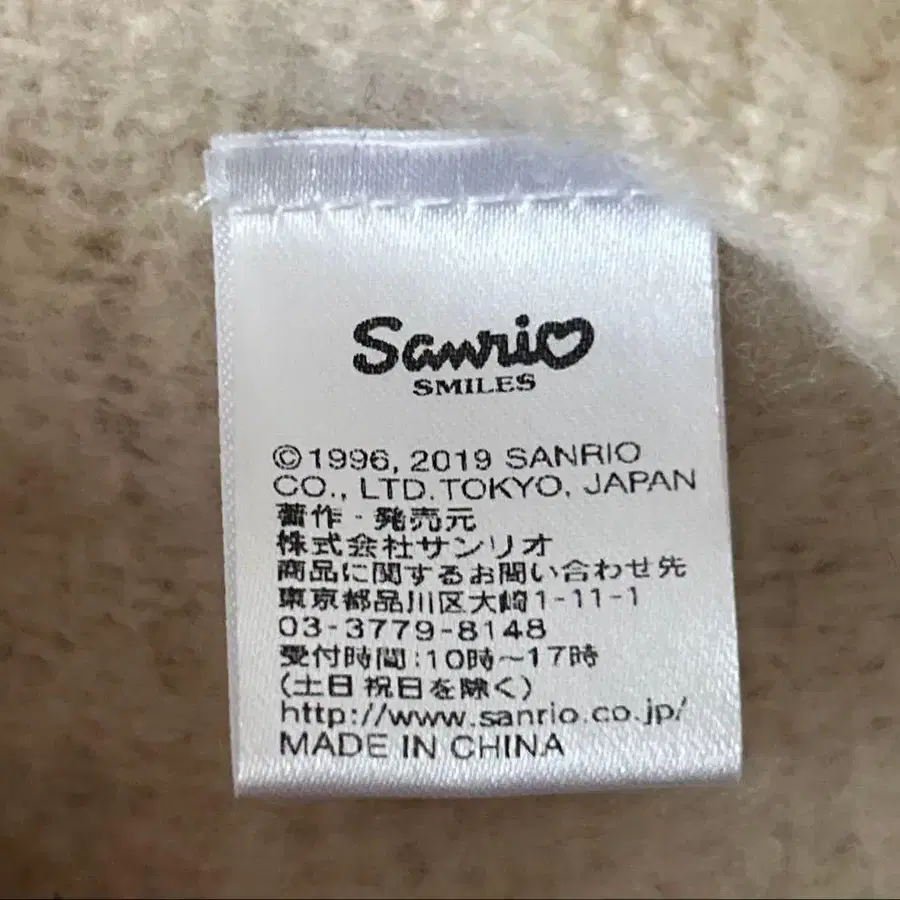 Sanrio
SMILES
©1996, 2019 SANRIO
CO., LTD.TOKYO, JAPAN
著作・発売元
株式会社サンリオ
商品に関するお問い合わせ先
東京都品川区大崎1-11-1
03-3779-8148
受付時間:10時〜17時
(土日祝日を除く)
http://www.sanrio.co.jp/
MADE IN CHINA